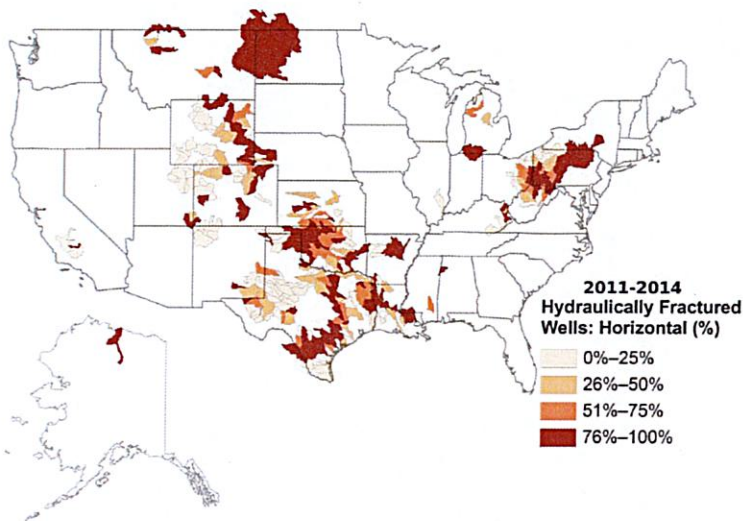 2011-2014
Hydraulically Fractured
Wells: Horizontal (%)
0%–25%
26%–50%
51%–75%
76%–100%